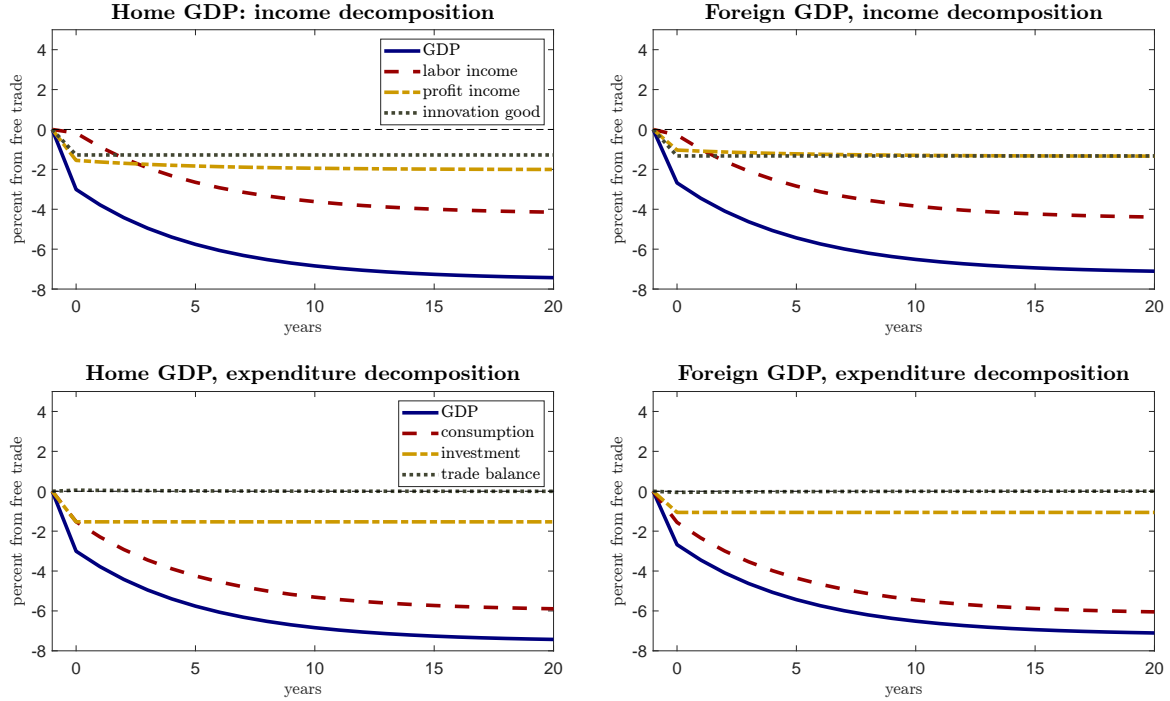 Home GDP: income decomposition
percent from free trade
4
2
0
-2
-4
-6
-8
0
5
10
15
20
years
GDP
labor income
profit income
innovation good
Foreign GDP, income decomposition
percent from free trade
4
2
0
-2
-4
-6
-8
0
5
10
15
20
years
Home GDP, expenditure decomposition
percent from free trade
4
2
0
-2
-4
-6
-8
0
5
10
15
20
years
GDP
consumption
investment
trade balance
Foreign GDP, expenditure decomposition
percent from free trade
4
2
0
-2
-4
-6
-8
0
5
10
15
20
years